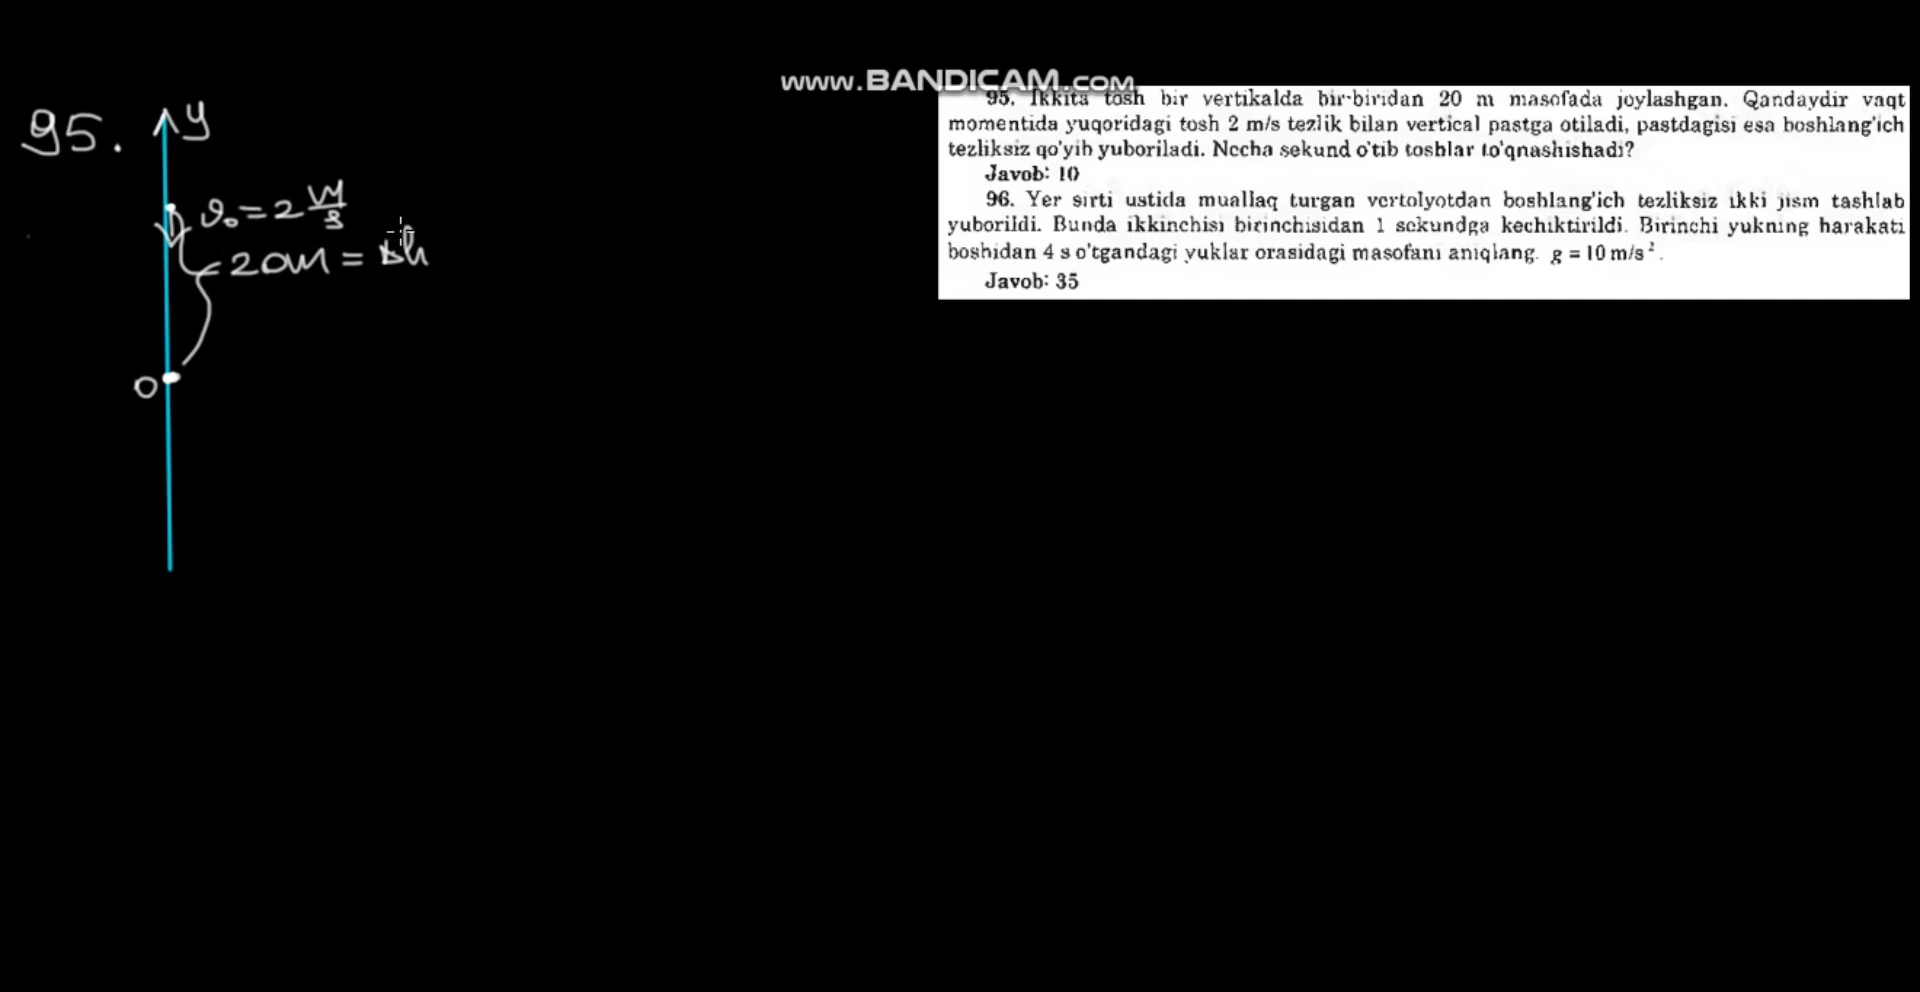 www.BANDICAM.COM
95. Ikkita tosh bir vertikalda bir-biridan 20 m masofada joylashgan. Qandaydir vaqt
momentida yuqoridagi tosh 2 m/s tezlik bilan vertical pastga otiladi, pastdagisi esa boshlang'ich
tezliksiz qo'yib yuboriladi. Necha sekund o'tib toshlar to'qnashishadi?
Javob: 10
96. Yer sirti ustida muallaq turgan vertolyotdan boshlang'ich tezliksiz ikki jism tashlab
yuborildi. Bunda ikkinchisi birinchisidan 1 sekundga kechiktirildi. Birinchi yukning harakati
boshidan 4 s o'tgandagi yuklar orasidagi masofani aniqlang. g = 10 m/s².
Javob: 35
95. y
ϑ₀ = 2 m/s
20m = Δh
O